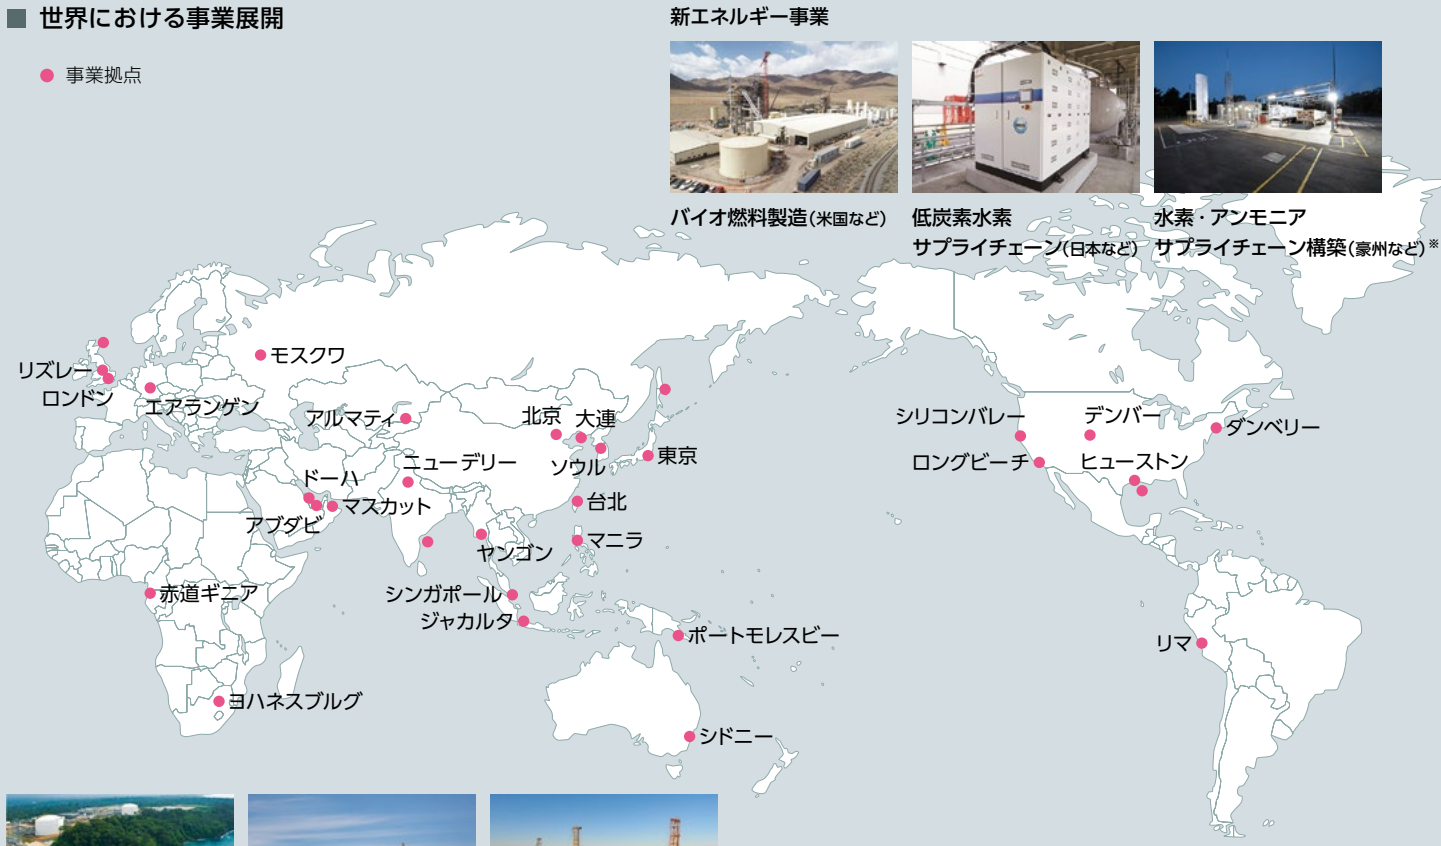 世界における事業展開
事業拠点
新エネルギー事業
バイオ燃料製造(米国など)
低炭素水素
サプライチェーン(日本など)
水素・アンモニア
サプライチェーン構築(豪州など)※
リズレー
ロンドン
エアランゲン
モスクワ
アルマティ
北京
大連
ソウル
東京
ニューデリー
ドーハ
マスカット
アブダビ
台北
マニラ
ヤンゴン
赤道ギニア
シンガポール
ジャカルタ
ポートモレスビー
ヨハネスブルグ
シドニー
シリコンバレー
デンバー
ダンベリー
ロングビーチ
ヒューストン
リマ